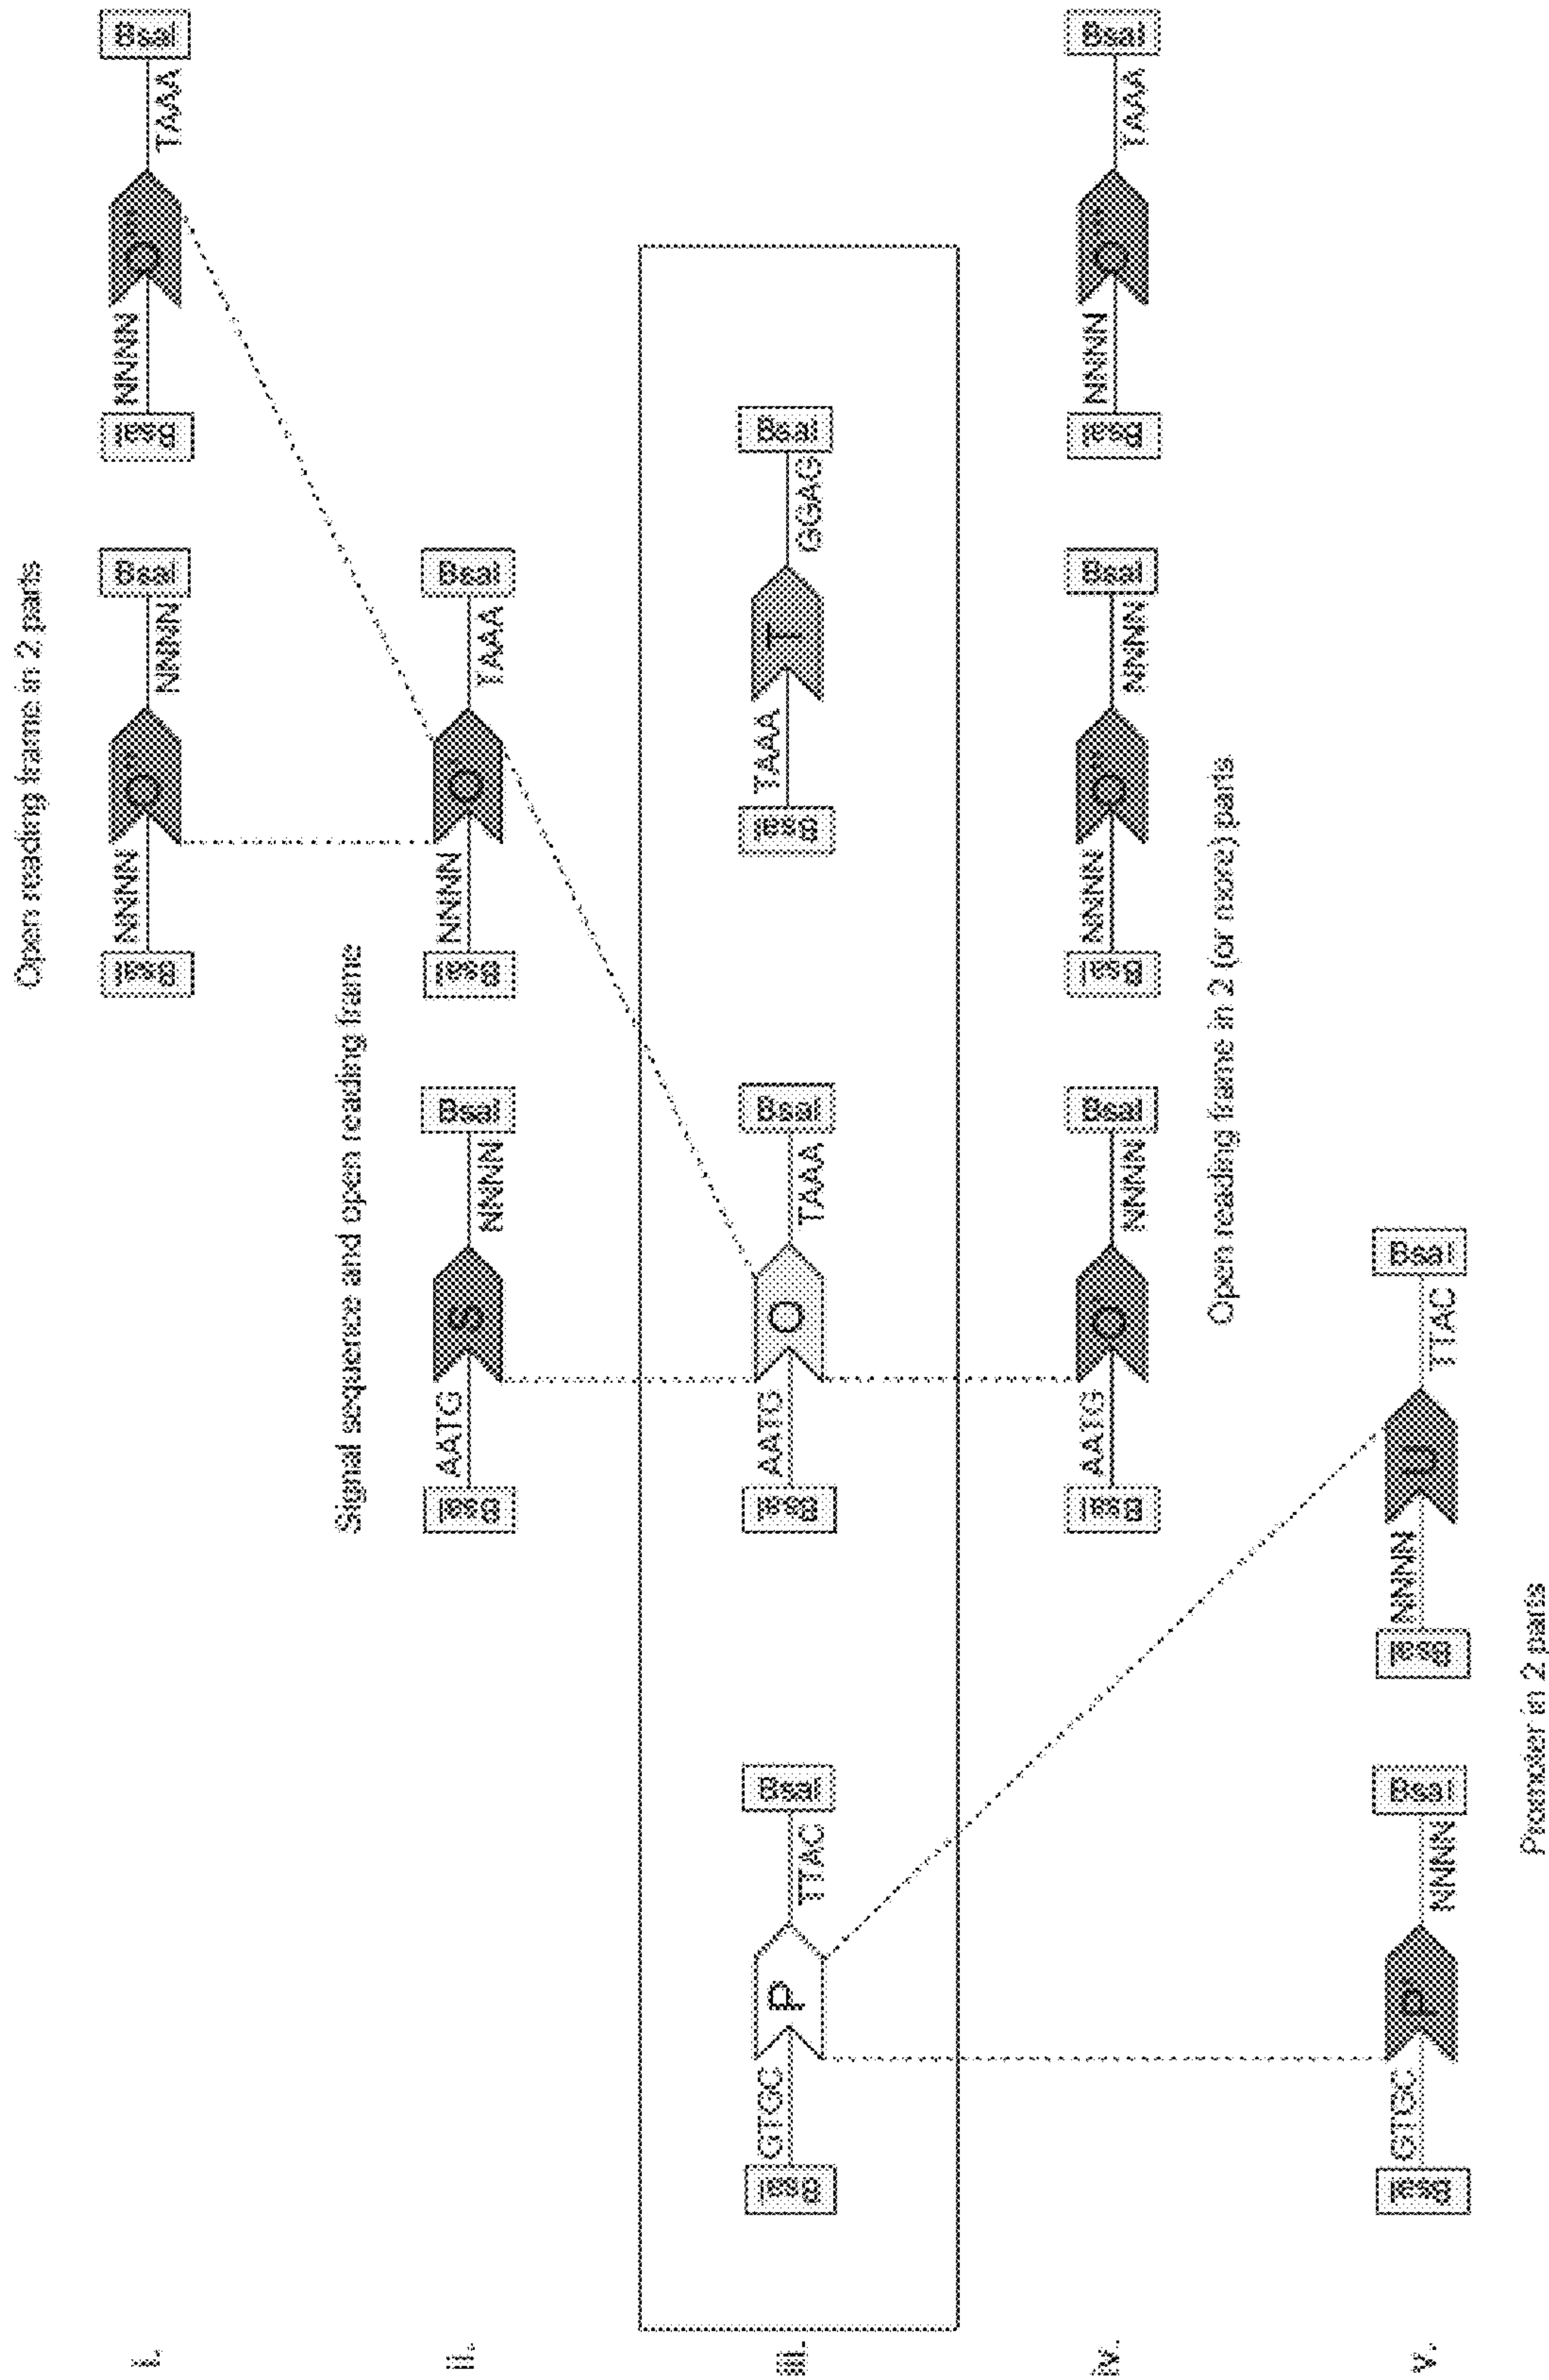 Open reading frame in 2 parts
i. BsaI NNNN O'' NNNN BsaI BsaI NNNN O''' TAAA BsaI
Signal sequence and open reading frame
ii. BsaI AATG S NNNN BsaI BsaI NNNN O' TAAA BsaI
iii. BsaI GTGC P TTAC BsaI BsaI AATG O TAAA BsaI BsaI TAAA T GGAG BsaI
iv. BsaI AATG O' NNNN BsaI BsaI NNNN O'' NNNN BsaI BsaI NNNN O''' TAAA BsaI
Open reading frame in 2 (or more) parts
v. BsaI GTGC P' NNNN BsaI BsaI NNNN U TTAC BsaI
Promoter in 2 parts